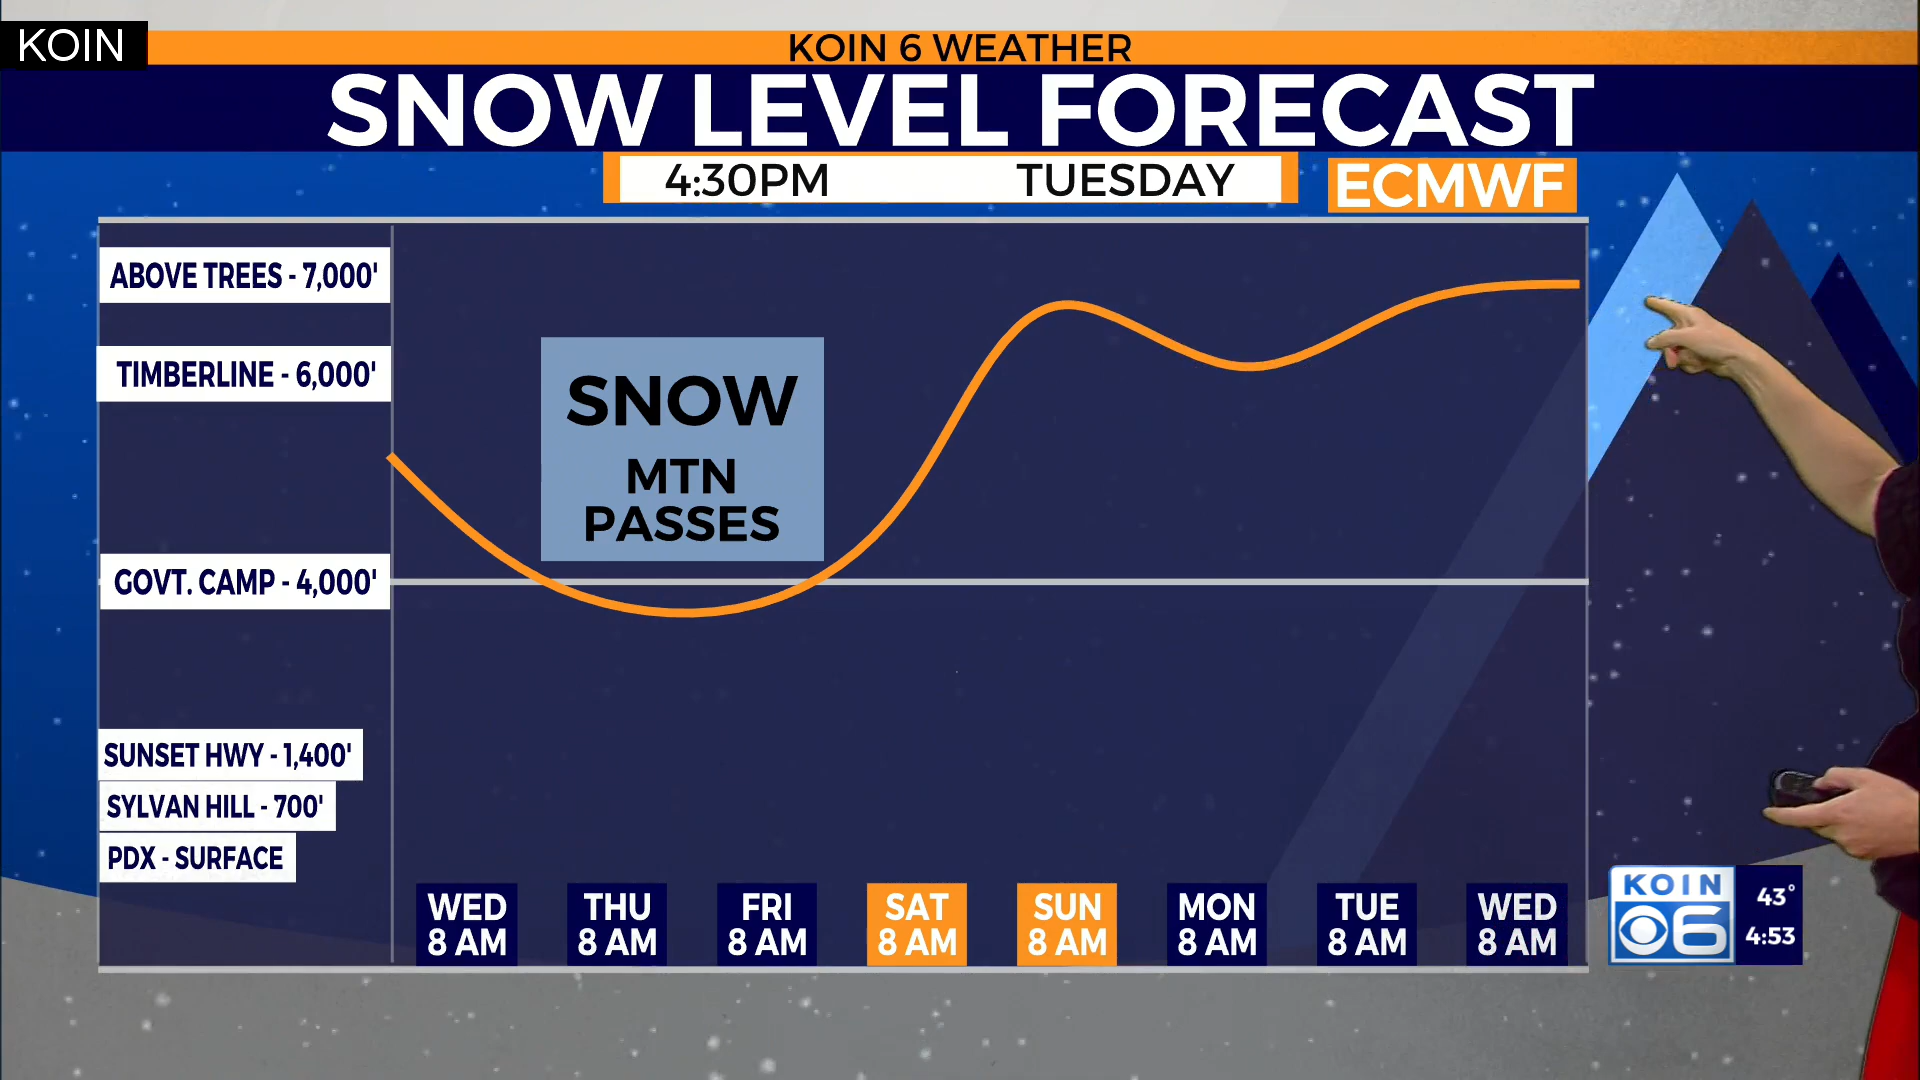 KOIN
KOIN 6 WEATHER
SNOW LEVEL FORECAST
4:30PM TUESDAY ECMWF
ABOVE TREES - 7,000'
TIMBERLINE - 6,000'
SNOW
MTN
PASSES
GOVT. CAMP - 4,000'
SUNSET HWY - 1,400'
SYLVAN HILL - 700'
PDX - SURFACE
WED THU FRI SAT SUN MON TUE WED
8 AM 8 AM 8 AM 8 AM 8 AM 8 AM 8 AM 8 AM
KOIN
6
43°
4:53